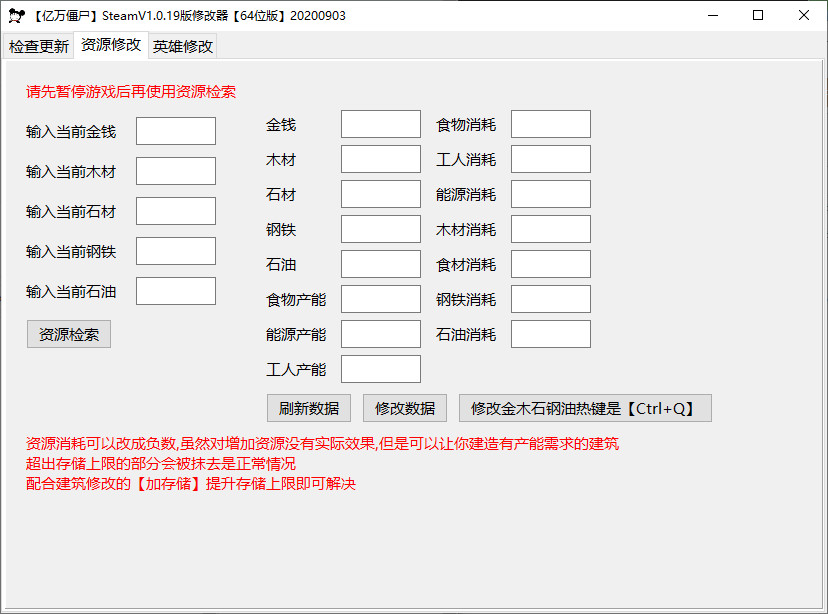 【亿万僵尸】SteamV1.0.19版修改器【64位版】20200903
检查更新 资源修改 英雄修改
请先暂停游戏后再使用资源检索
输入当前金钱
输入当前木材
输入当前石材
输入当前钢铁
输入当前石油
资源检索
金钱 食物消耗
木材 工人消耗
石材 能源消耗
钢铁 木材消耗
石油 食材消耗
食物产能 钢铁消耗
能源产能 石油消耗
工人产能
刷新数据 修改数据 修改金木石钢油热键是【Ctrl+Q】
资源消耗可以改成负数,虽然对增加资源没有实际效果,但是可以让你建造有产能需求的建筑
超出存储上限的部分会被抹去是正常情况
配合建筑修改的【加存储】提升存储上限即可解决